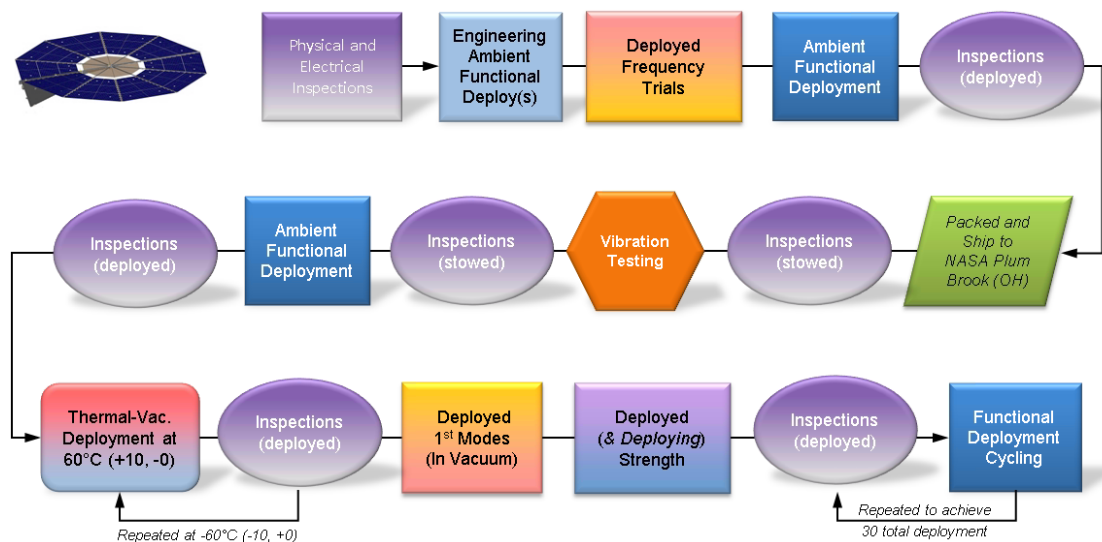 Physical and
Electrical
Inspections
Engineering
Ambient
Functional
Deploy(s)
Deployed
Frequency
Trials
Ambient
Functional
Deployment
Inspections
(deployed)
Inspections
(deployed)
Ambient
Functional
Deployment
Inspections
(stowed)
Vibration
Testing
Inspections
(stowed)
Packed and
Ship to
NASA Plum
Brook (OH)
Thermal-Vac.
Deployment at
60°C (+10, -0)
Inspections
(deployed)
Deployed
1st Modes
(In Vacuum)
Deployed
(& Deploying)
Strength
Inspections
(deployed)
Functional
Deployment
Cycling
Repeated at -60°C (-10, +0)
Repeated to achieve
30 total deployment